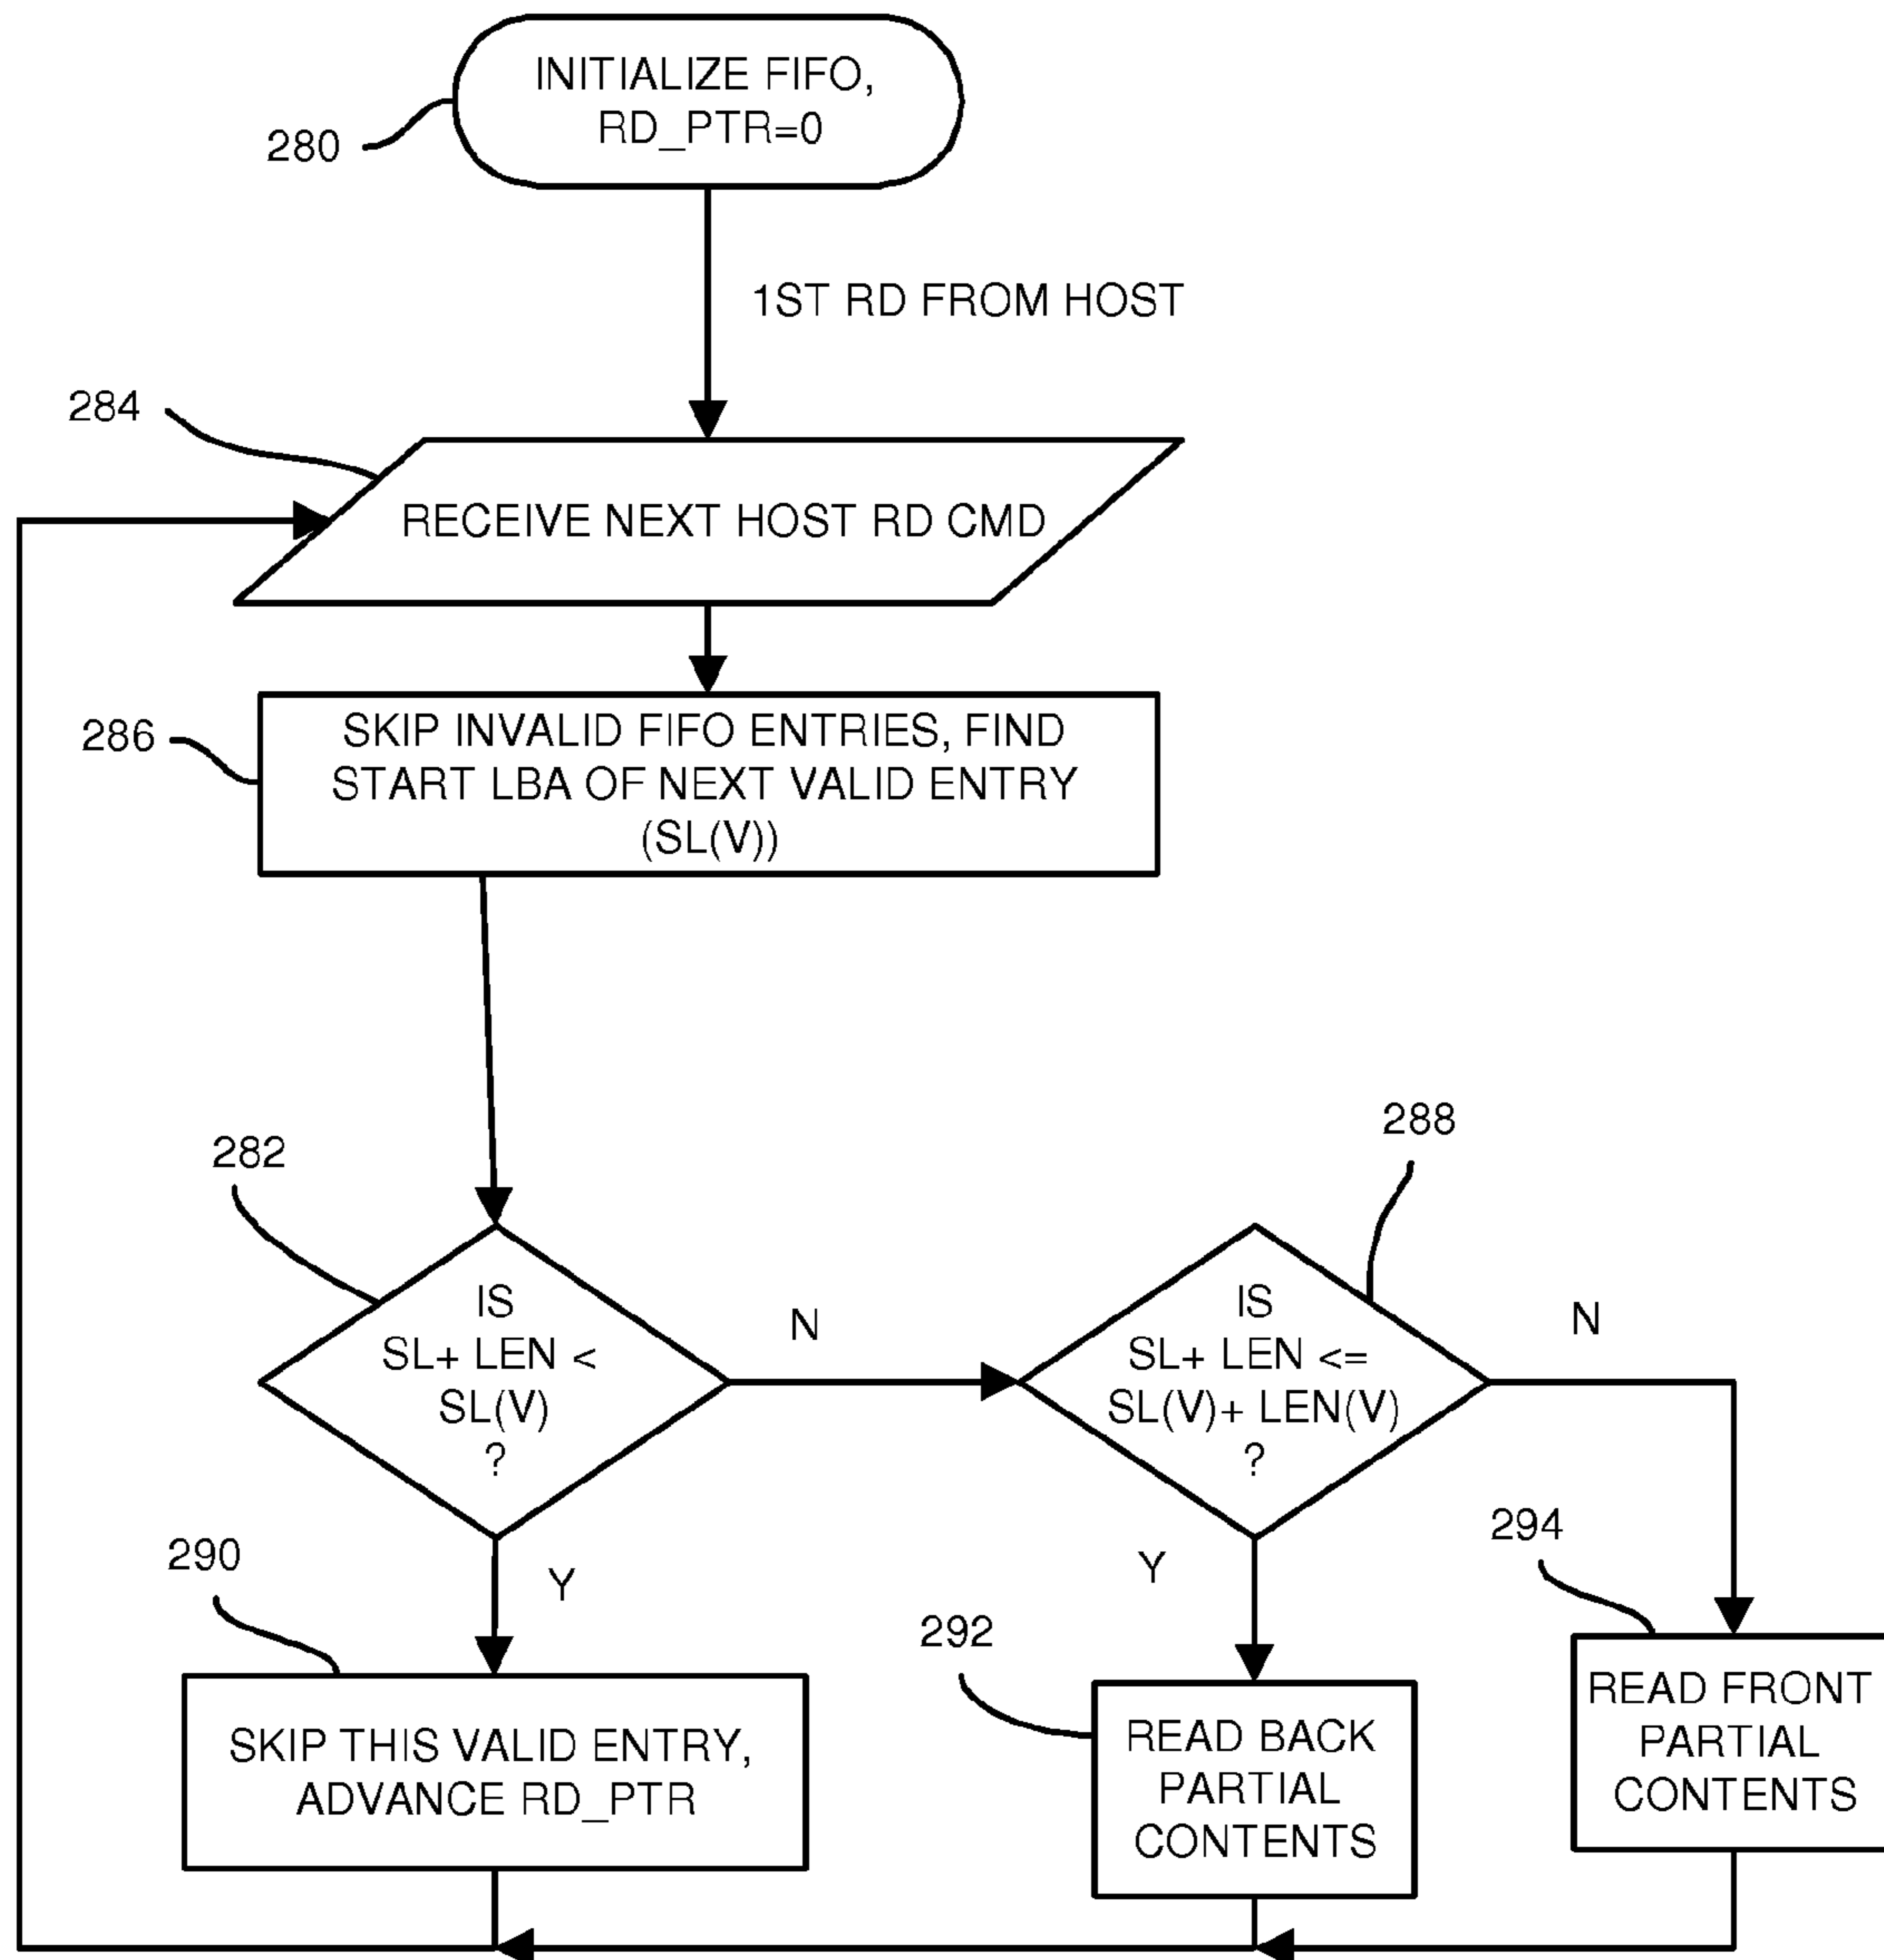 INITIALIZE FIFO,
RD_PTR=0
280
1ST RD FROM HOST
284
RECEIVE NEXT HOST RD CMD
286
SKIP INVALID FIFO ENTRIES, FIND
START LBA OF NEXT VALID ENTRY
(SL(V))
282
IS
SL+ LEN <
SL(V)
?
N
Y
288
IS
SL+ LEN <=
SL(V)+ LEN(V)
?
N
Y
290
SKIP THIS VALID ENTRY,
ADVANCE RD_PTR
292
READ BACK
PARTIAL
CONTENTS
294
READ FRONT
PARTIAL
CONTENTS